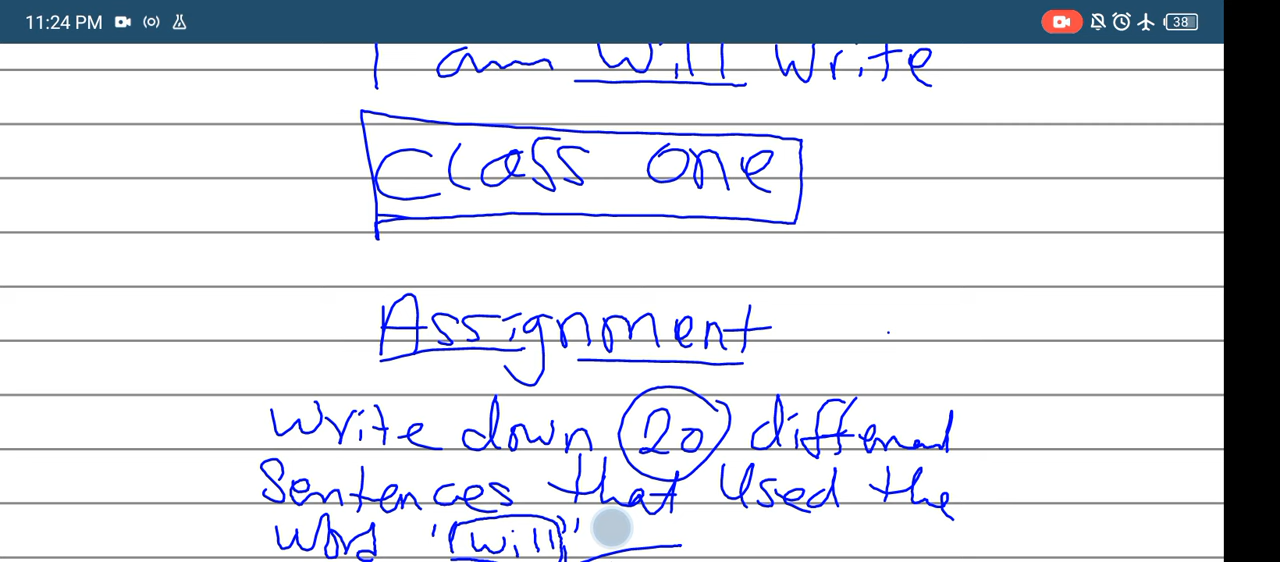 11:24 PM
38
I am Will Write
Class one
Assignment
Write down 20 different
Sentences that used the
Word "Will"